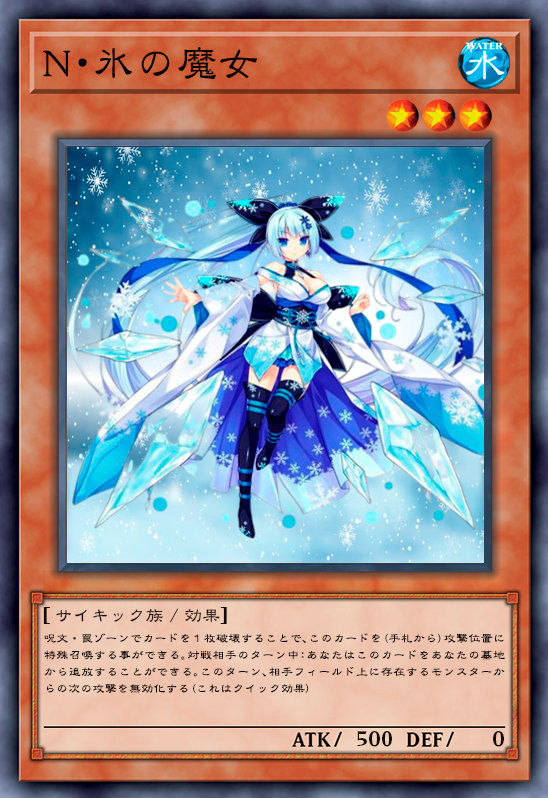 N・氷の魔女
WATER
水
[サイキック族 / 効果]
呪文・罠ゾーンでカードを1枚破壊することで、このカードを(手札から)攻撃位置に
特殊召喚する事ができる。対戦相手のターン中:あなたはこのカードをあなたの墓地
から追放することができる。このターン、相手フィールド上に存在するモンスターか
らの次の攻撃を無効化する(これはクイック効果)
ATK/ 500 DEF/ 0